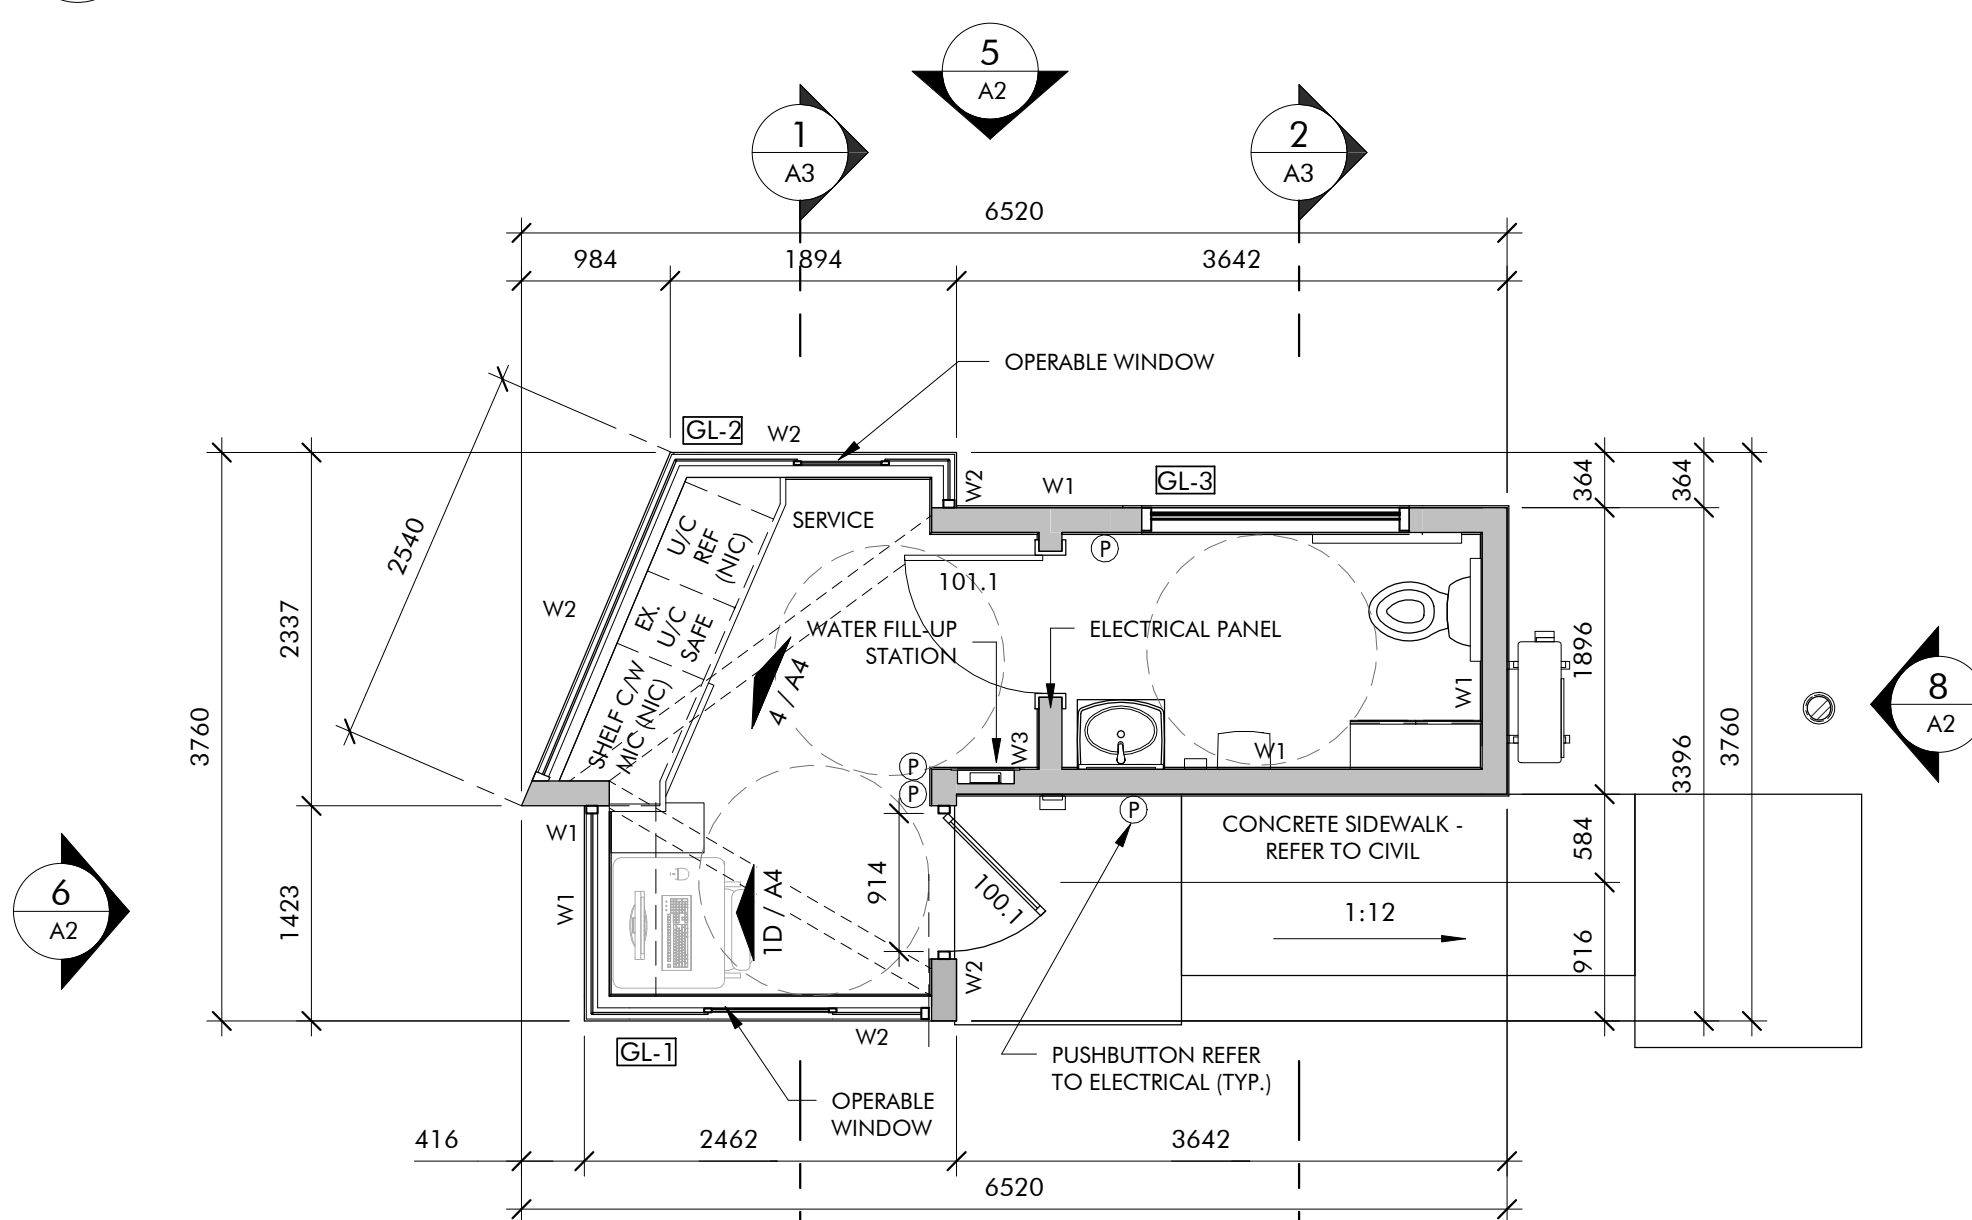 5
A2
1
A3
2
A3
6520
984
1894
3642
OPERABLE WINDOW
GL-2
W2
W2
W1
GL-3
364
364
SERVICE
U/C
REF
(NIC)
2540
P
101.1
EX.
U/C
SAFE
W2
2337
WATER FILL-UP
STATION
ELECTRICAL PANEL
1896
W1
8
A2
4 / A4
SHELF C/W
MIC (NIC)
3760
W3
W1
3396
3760
P
P
P
W1
CONCRETE SIDEWALK -
REFER TO CIVIL
584
6
A2
1423
W1
1D / A4
914
100.1
1:12
916
W2
W2
GL-1
PUSHBUTTON REFER
TO ELECTRICAL (TYP.)
OPERABLE
WINDOW
416
2462
3642
6520